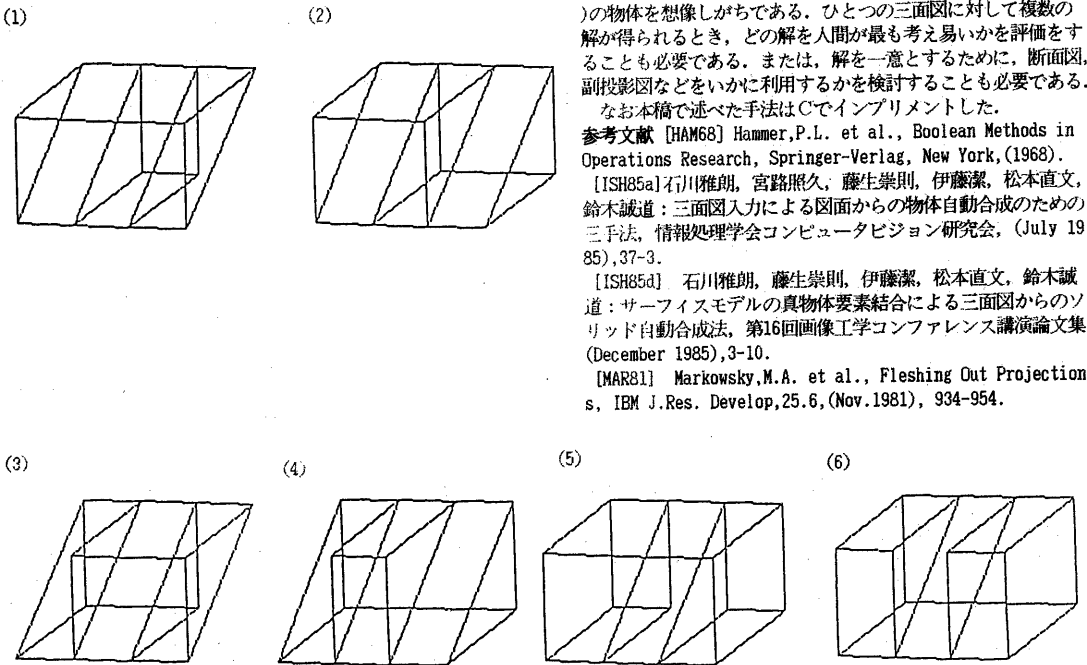 (1)
(2)
)の物体を想像しがちである．ひとつの三面図に対して複数の
解が得られるとき，どの解を人間が最も考え易いかを評価をす
ることも必要である．または，解を一意とするために，断面図，
副投影図などをいかに利用するかを検討することも必要である．
なお本稿で述べた手法はCでインプリメントした．
参考文献 [HAM68] Hammer,P.L. et al., Boolean Methods in
Operations Research, Springer-Verlag, New York,(1968).
[ISH85a]石川雅朗，宮路照久，藤生崇則，伊藤潔，松本直文，
鈴木誠道：三面図入力による図面からの物体自動合成のための
三手法，情報処理学会コンピュータビジョン研究会，(July 19
85),37-3.
[ISH85d] 石川雅朗，藤生崇則，伊藤潔，松本直文，鈴木誠
道：サーフィスモデルの真物体要素結合による三面図からのソ
リッド自動合成法，第16回画像工学コンファレンス講演論文集
(December 1985),3-10.
[MAR81] Markowsky,M.A. et al., Fleshing Out Projection
s, IBM J.Res. Develop,25.6,(Nov.1981), 934-954.
(3)
(4)
(5)
(6)